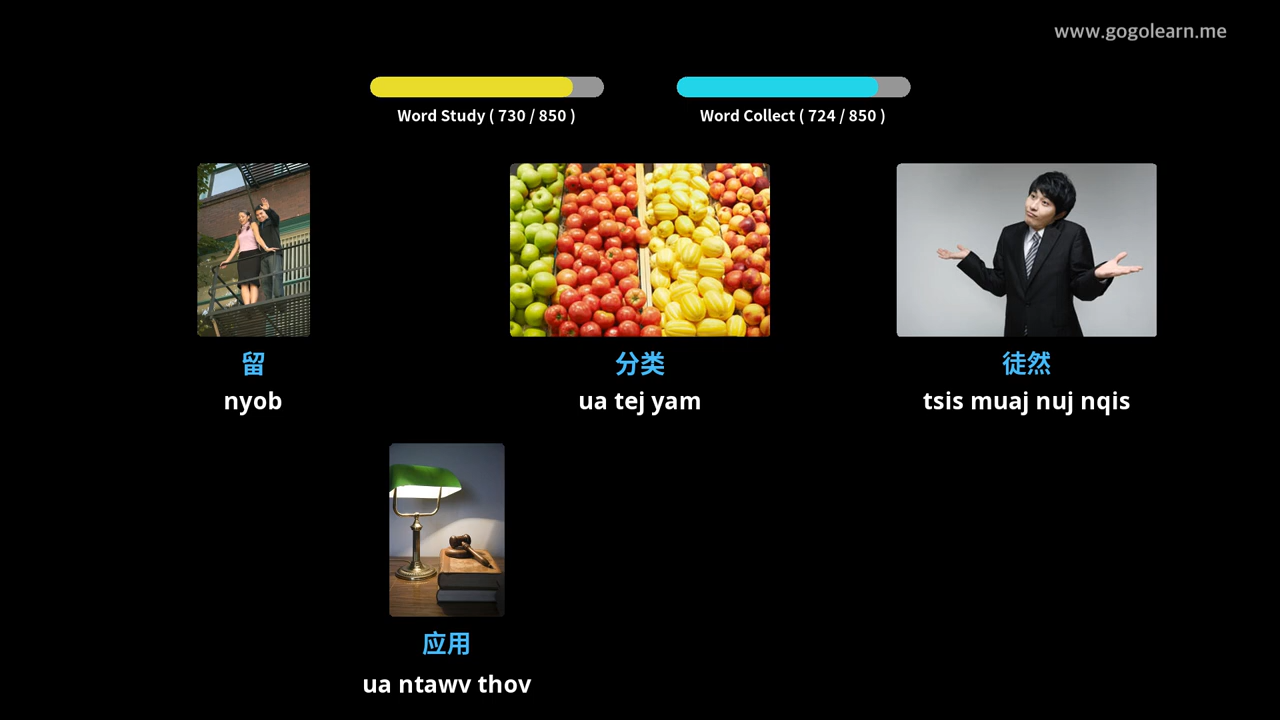 www.gogolearn.me
Word Study ( 730 / 850 )
Word Collect ( 724 / 850 )
留
nyob
分类
ua tej yam
徒然
tsis muaj nuj nqis
应用
ua ntawv thov